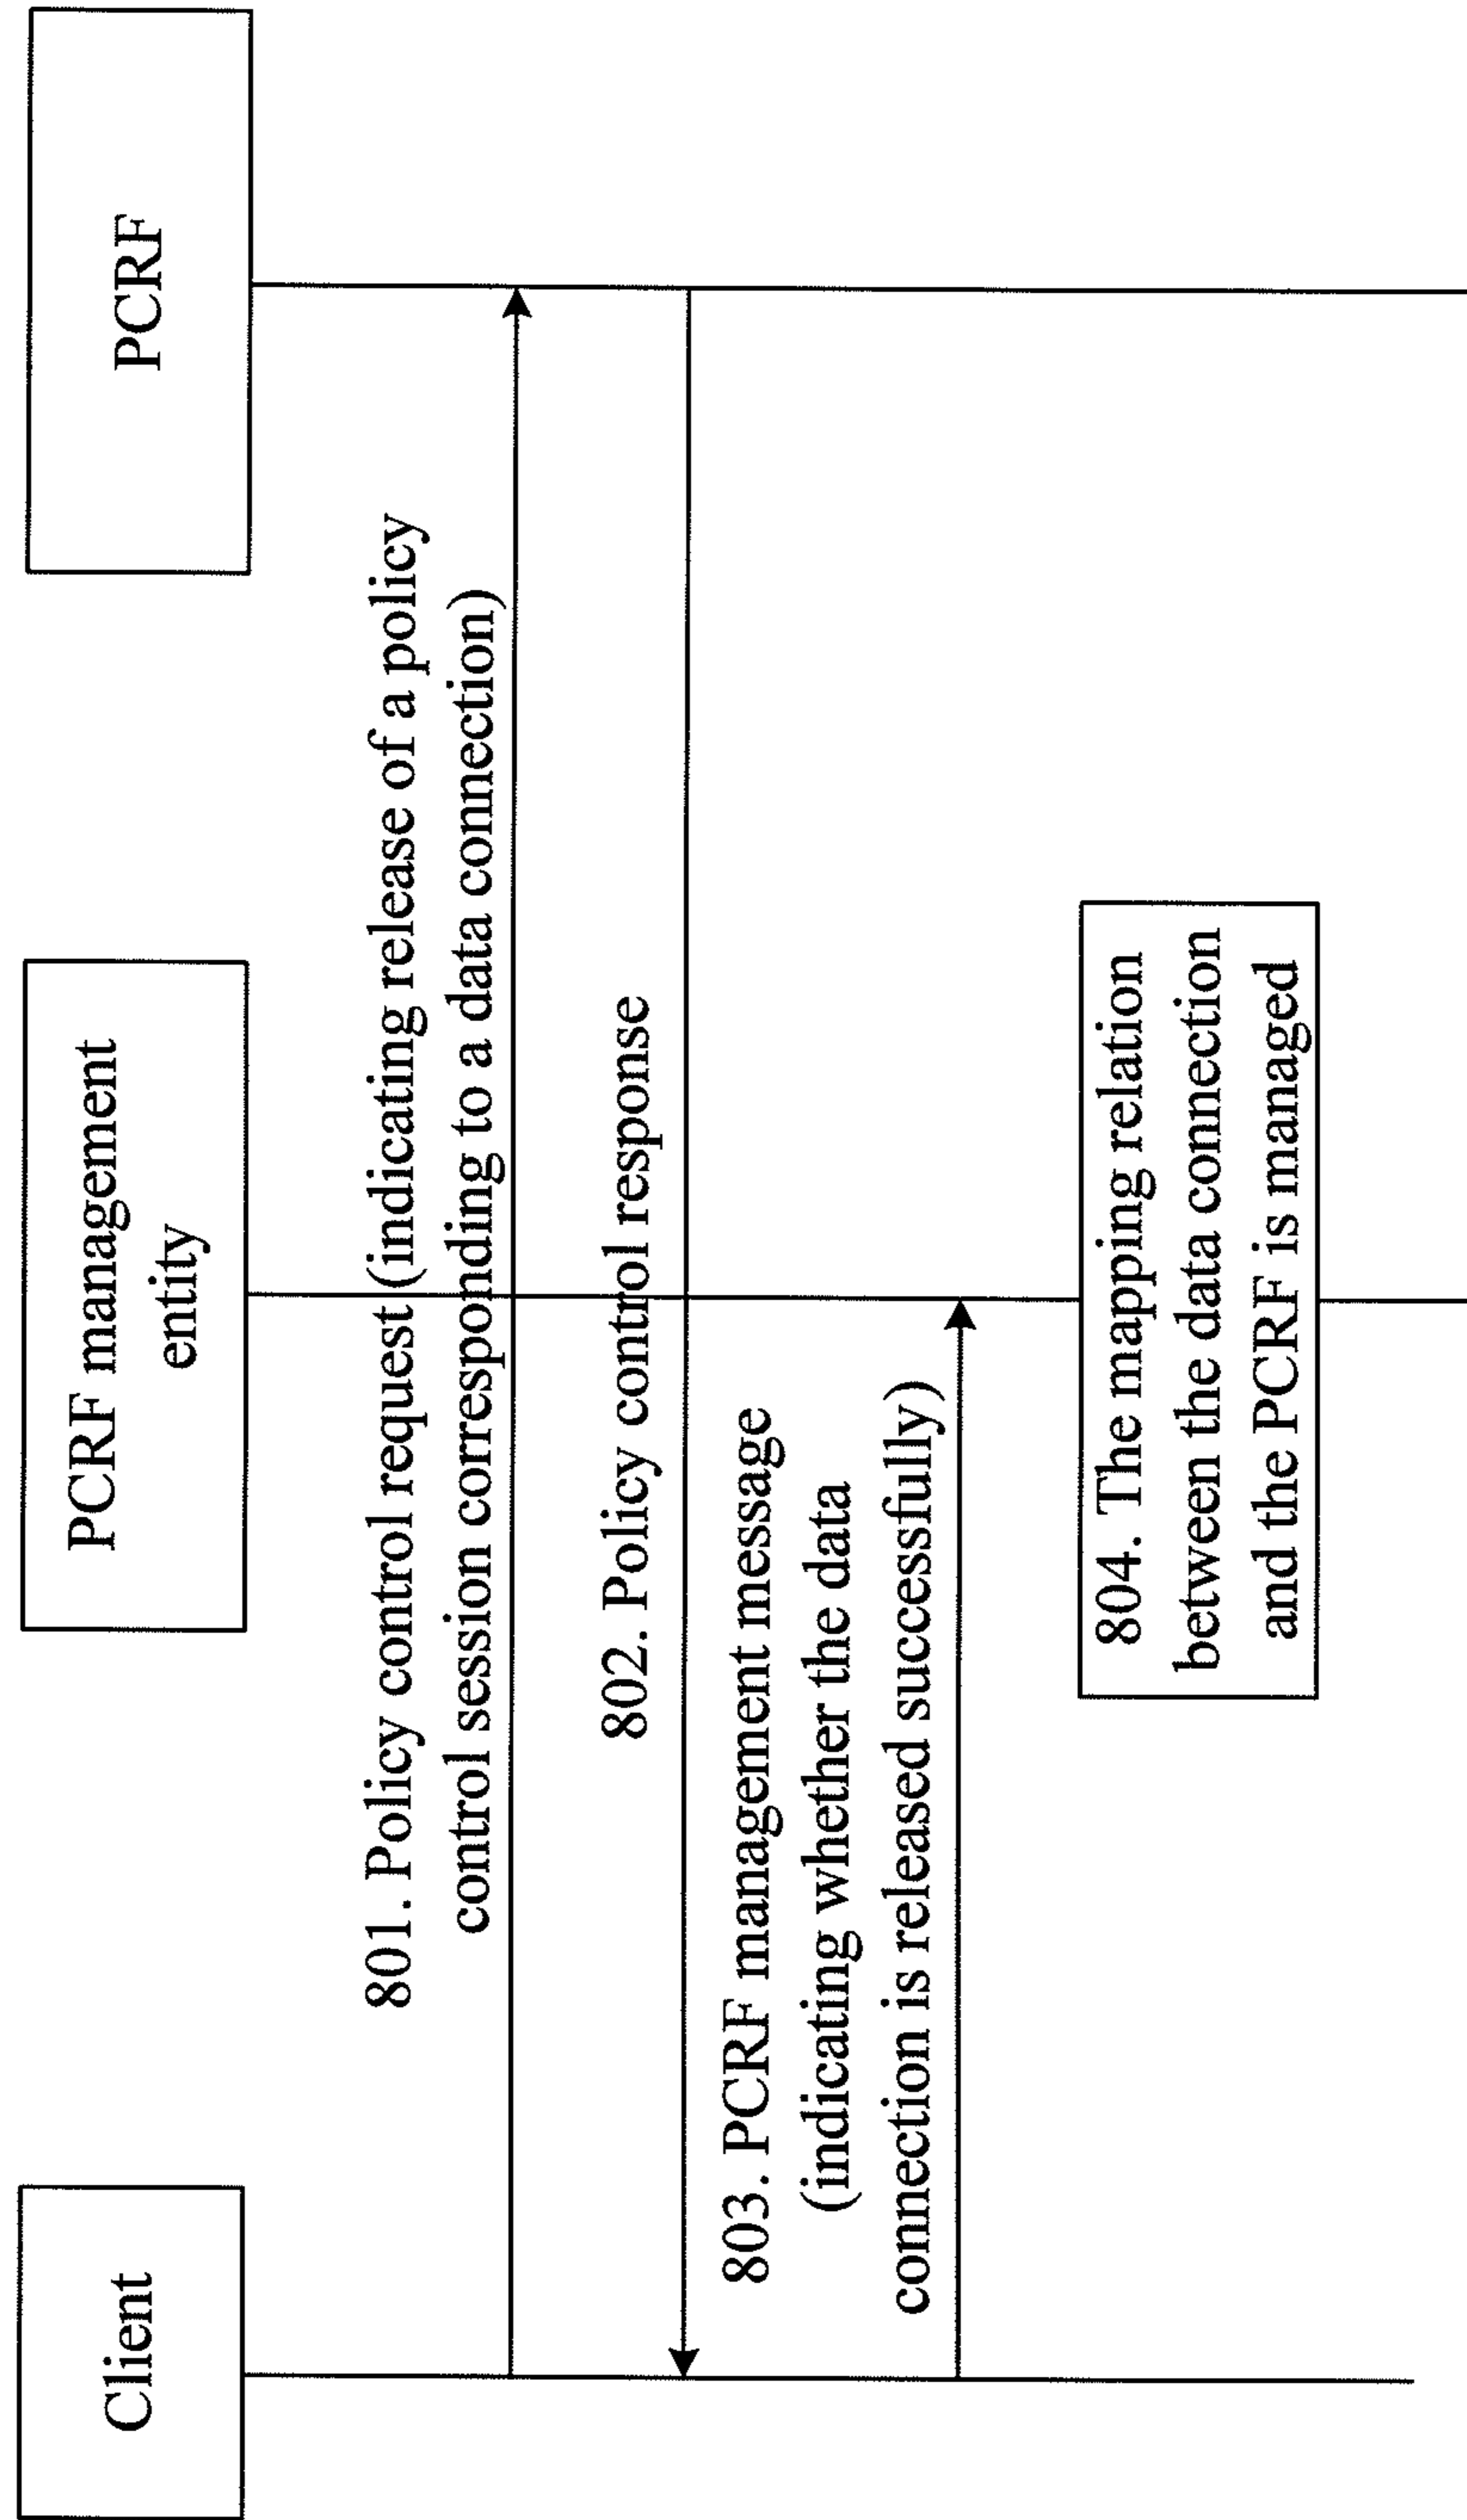 Client
PCRF management
entity
PCRF
801. Policy control request (indicating release of a policy
control session corresponding to a data connection)
802. Policy control response
803. PCRF management message
(indicating whether the data
connection is released successfully)
804. The mapping relation
between the data connection
and the PCRF is managed